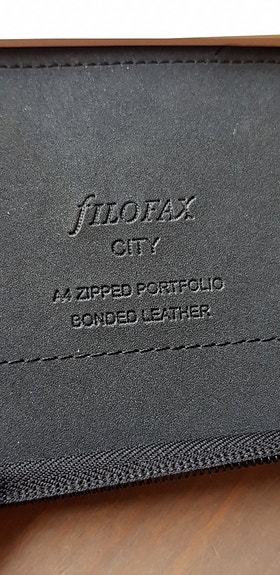 fILOFAX
CITY
A4 ZIPPED PORTFOLIO
BONDED LEATHER